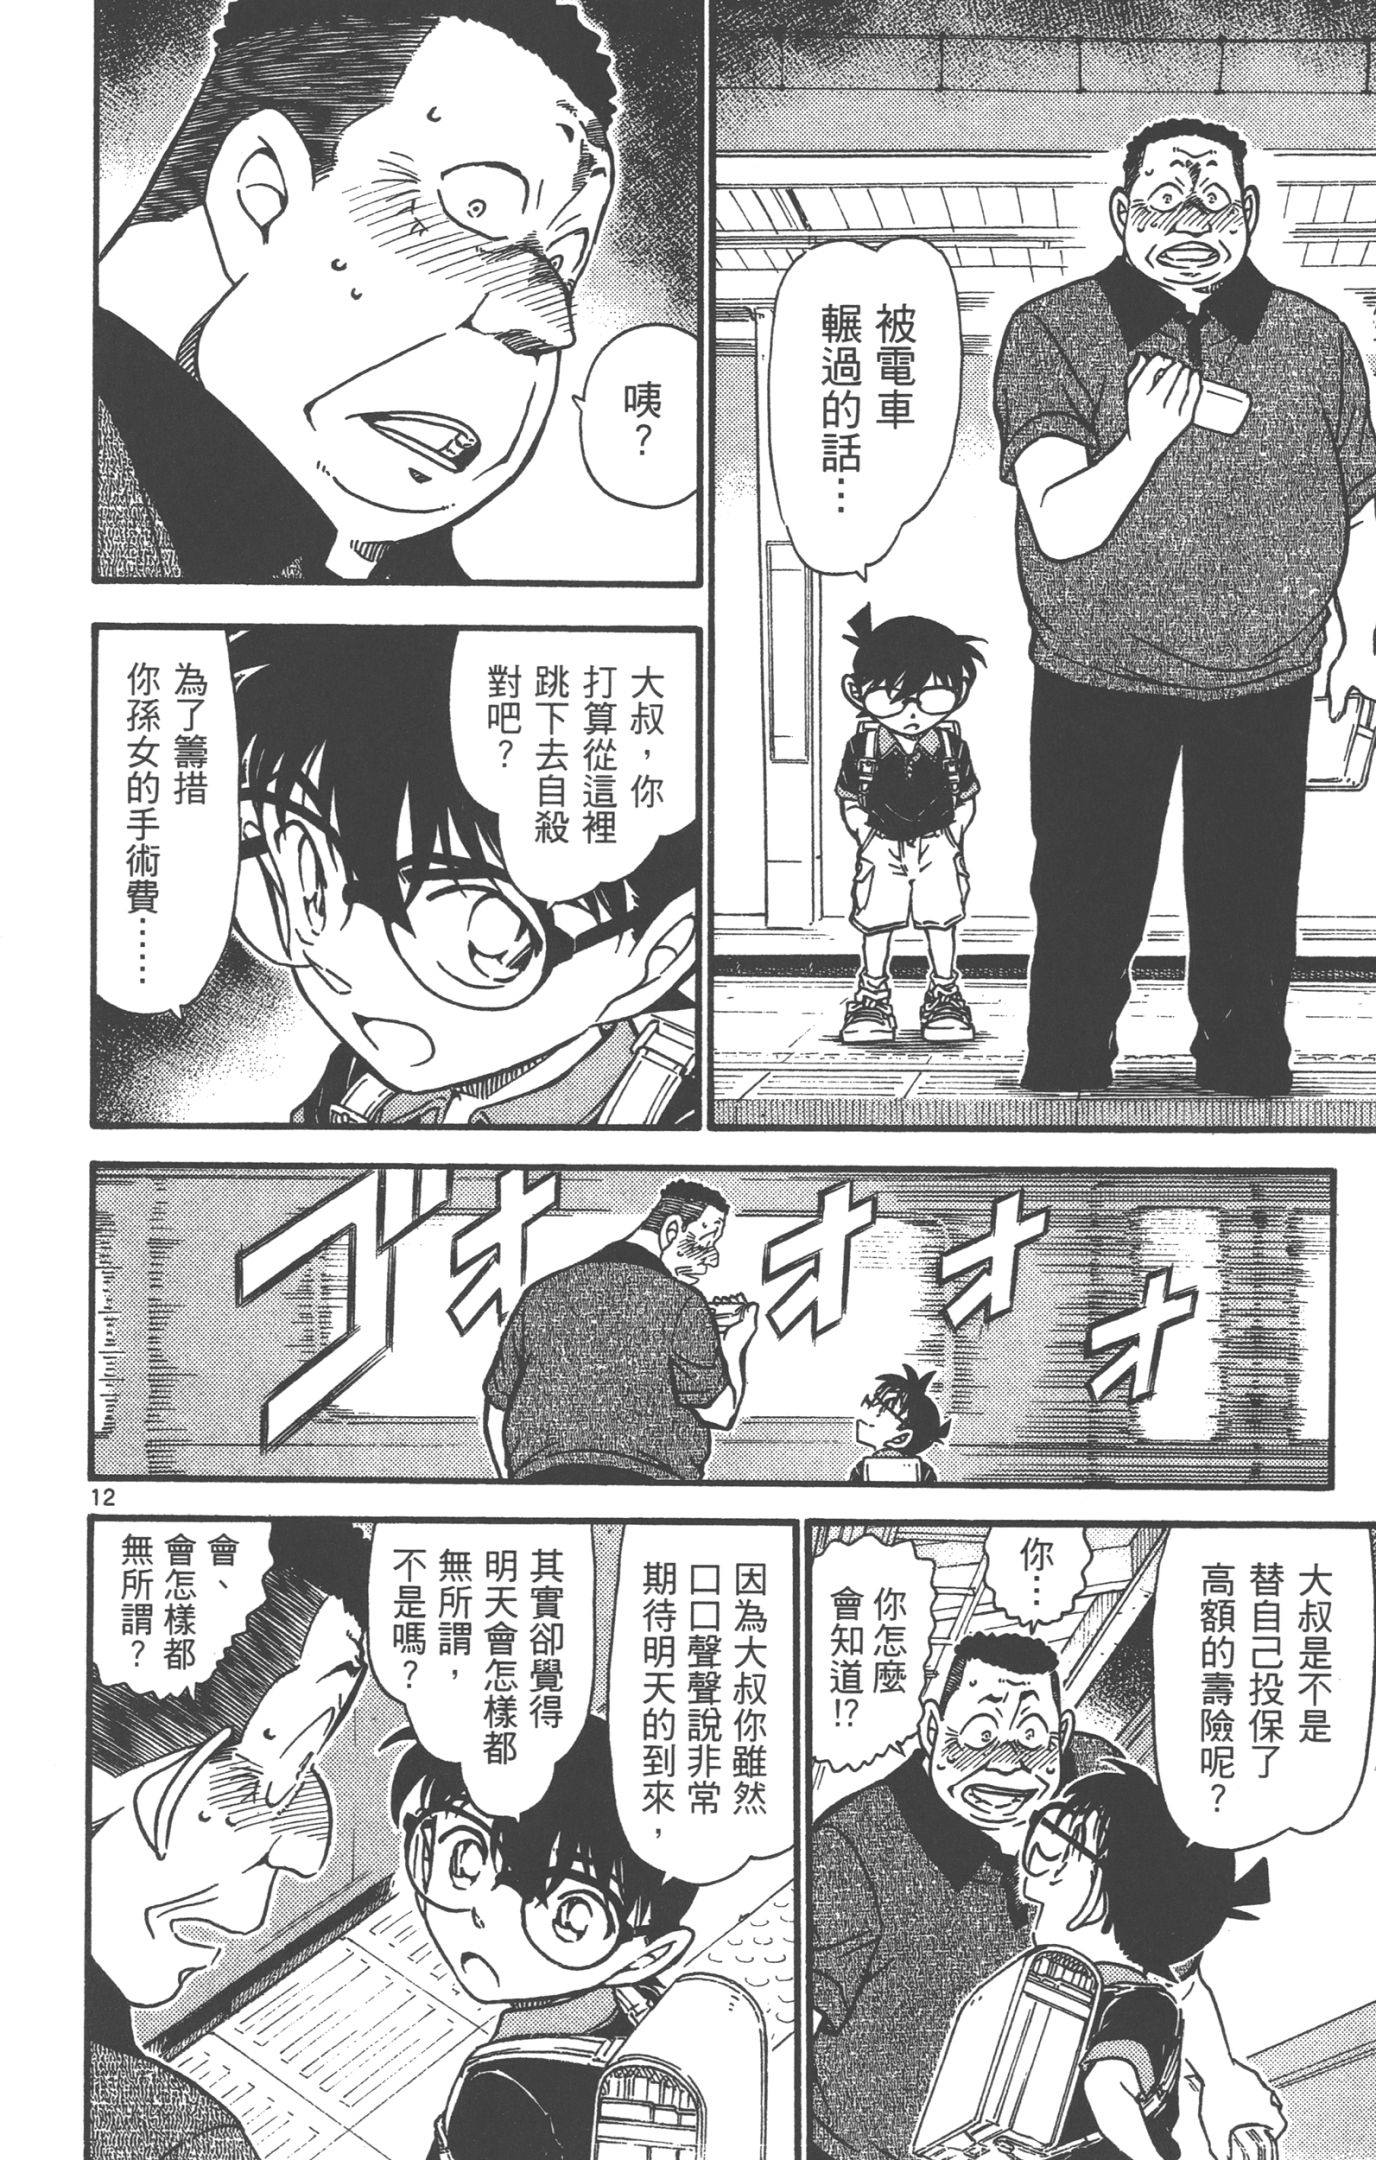 被電車
輾過的話…
咦？
大叔，你
打算從這裡
跳下去自殺
對吧？
為了籌措
你孫女的手術費……
ゴオオオオ
大叔是不是
替自己投保了
高額的壽險呢？
你…
你怎麼
會知道!?
因為大叔你雖然
口口聲聲說非常
期待明天的到來，
其實卻覺得
明天會怎樣都
無所謂，
不是嗎？
會、
會怎樣都
無所謂？
12